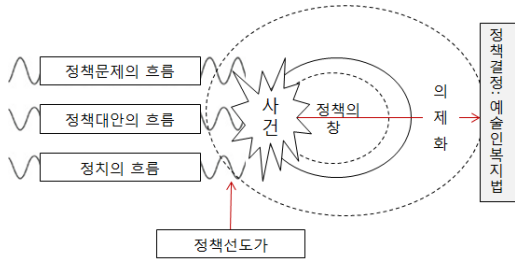 정책문제의 흐름
정책대안의 흐름
정치의 흐름
사
건
정책의
창
의
제
화
정책결정: 예술인복지법
정책선도가